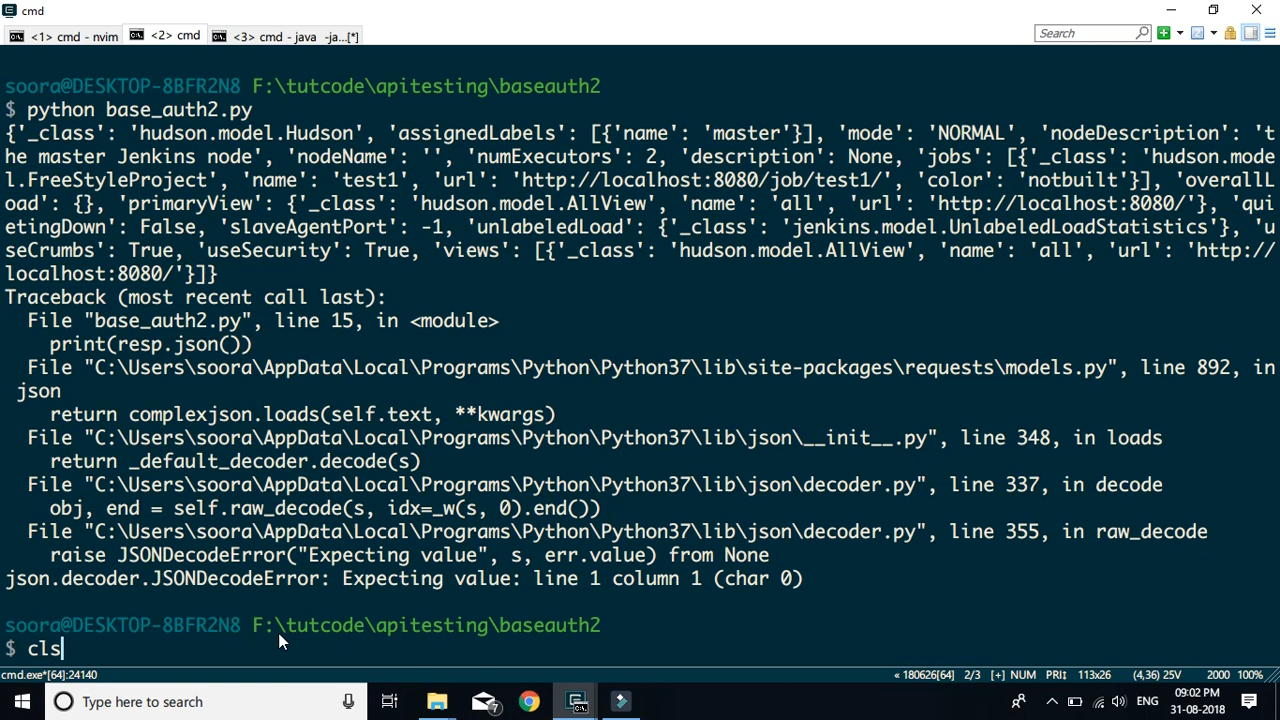 cmd
<1> cmd - nvim
<2> cmd
<3> cmd - java -ja...[*]
Search
soora@DESKTOP-8BFR2N8 F:\tutcode\apitesting\baseauth2
$ python base_auth2.py
{'_class': 'hudson.model.Hudson', 'assignedLabels': [{'name': 'master'}], 'mode': 'NORMAL', 'nodeDescription': 't
he master Jenkins node', 'nodeName': '', 'numExecutors': 2, 'description': None, 'jobs': [{'_class': 'hudson.mode
l.FreeStyleProject', 'name': 'test1', 'url': 'http://localhost:8080/job/test1/', 'color': 'notbuilt'}], 'overallL
oad': {}, 'primaryView': {'_class': 'hudson.model.AllView', 'name': 'all', 'url': 'http://localhost:8080/'}, 'qui
etingDown': False, 'slaveAgentPort': -1, 'unlabeledLoad': {'_class': 'jenkins.model.UnlabeledLoadStatistics'}, 'u
seCrumbs': True, 'useSecurity': True, 'views': [{'_class': 'hudson.model.AllView', 'name': 'all', 'url': 'http://
localhost:8080/'}]}
Traceback (most recent call last):
  File "base_auth2.py", line 15, in <module>
    print(resp.json())
  File "C:\Users\soora\AppData\Local\Programs\Python\Python37\lib\site-packages\requests\models.py", line 892, in
json
    return complexjson.loads(self.text, **kwargs)
  File "C:\Users\soora\AppData\Local\Programs\Python\Python37\lib\json\__init__.py", line 348, in loads
    return _default_decoder.decode(s)
  File "C:\Users\soora\AppData\Local\Programs\Python\Python37\lib\json\decoder.py", line 337, in decode
    obj, end = self.raw_decode(s, idx=_w(s, 0).end())
  File "C:\Users\soora\AppData\Local\Programs\Python\Python37\lib\json\decoder.py", line 355, in raw_decode
    raise JSONDecodeError("Expecting value", s, err.value) from None
json.decoder.JSONDecodeError: Expecting value: line 1 column 1 (char 0)
soora@DESKTOP-8BFR2N8 F:\tutcode\apitesting\baseauth2
$ cls
cmd.exe*[64]:24140
« 180626[64] 2/3 [+] NUM PRI↕ 113x26 (4,36) 25V 2000 100%
Type here to search
7
ENG
09:02 PM
31-08-2018